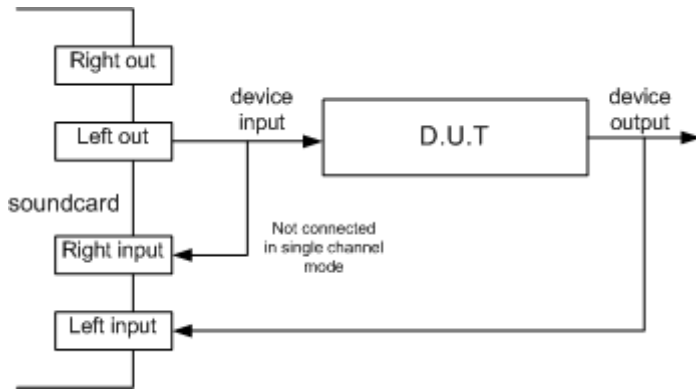 Right out
device
input
device
output
Left out
D.U.T
soundcard
Right input
Not connected
in single channel
mode
Left input